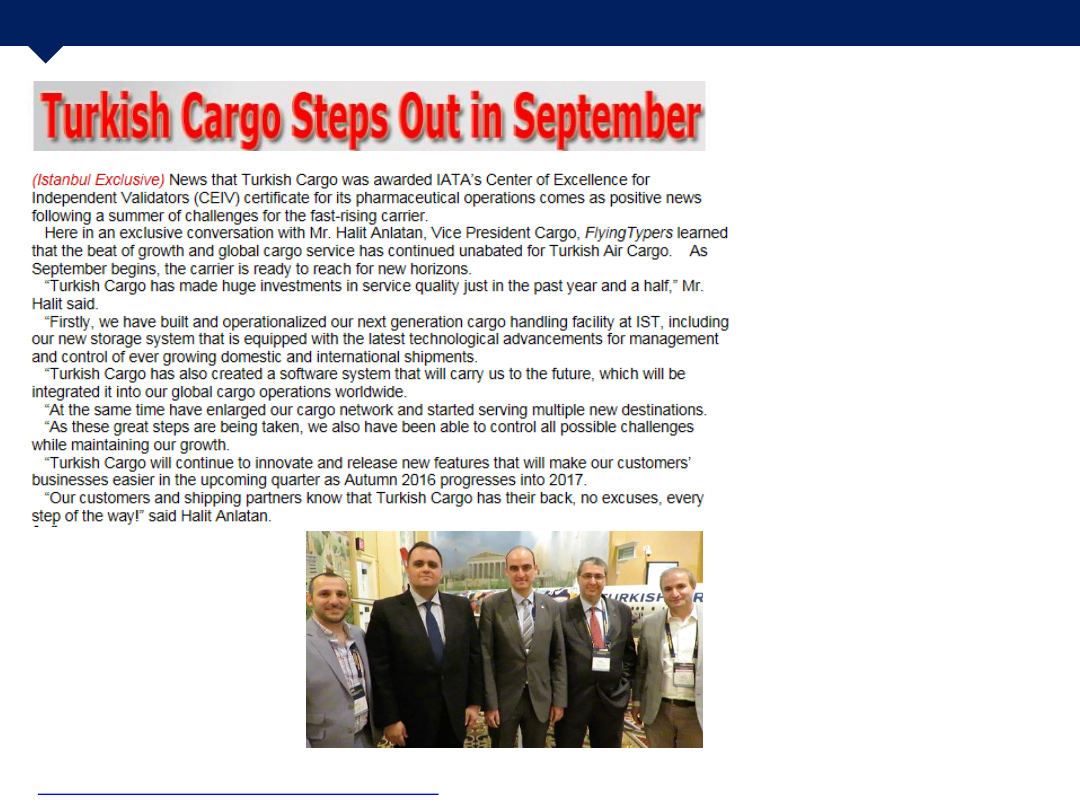 Turkish Cargo Steps Out in September
(Istanbul Exclusive) News that Turkish Cargo was awarded IATA's Center of Excellence for
Independent Validators (CEIV) certificate for its pharmaceutical operations comes as positive news
following a summer of challenges for the fast-rising carrier.
Here in an exclusive conversation with Mr. Halit Anlatan, Vice President Cargo, FlyingTypers learned
that the beat of growth and global cargo service has continued unabated for Turkish Air Cargo. As
September begins, the carrier is ready to reach for new horizons.
“Turkish Cargo has made huge investments in service quality just in the past year and a half,” Mr.
Halit said.
“Firstly, we have built and operationalized our next generation cargo handling facility at IST, including
our new storage system that is equipped with the latest technological advancements for management
and control of ever growing domestic and international shipments.
“Turkish Cargo has also created a software system that will carry us to the future, which will be
integrated it into our global cargo operations worldwide.
“At the same time have enlarged our cargo network and started serving multiple new destinations.
“As these great steps are being taken, we also have been able to control all possible challenges
while maintaining our growth.
“Turkish Cargo will continue to innovate and release new features that will make our customers’
businesses easier in the upcoming quarter as Autumn 2016 progresses into 2017.
“Our customers and shipping partners know that Turkish Cargo has their back, no excuses, every
step of the way!” said Halit Anlatan.
TURKISH